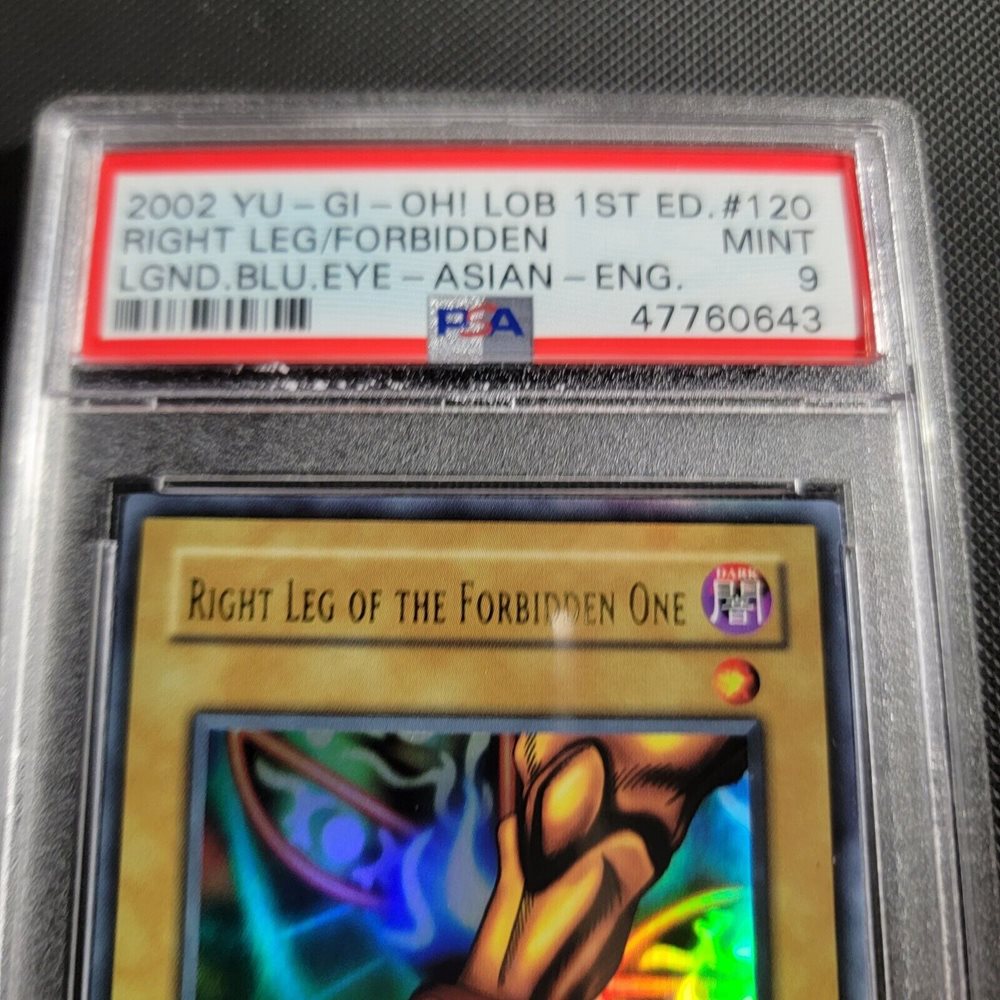 2002 YU-GI-OH! LOB 1ST ED. #120
RIGHT LEG/FORBIDDEN MINT
LGND.BLU.EYE-ASIAN-ENG. 9
PSA
47760643
RIGHT LEG OF THE FORBIDDEN ONE
DARK
闇